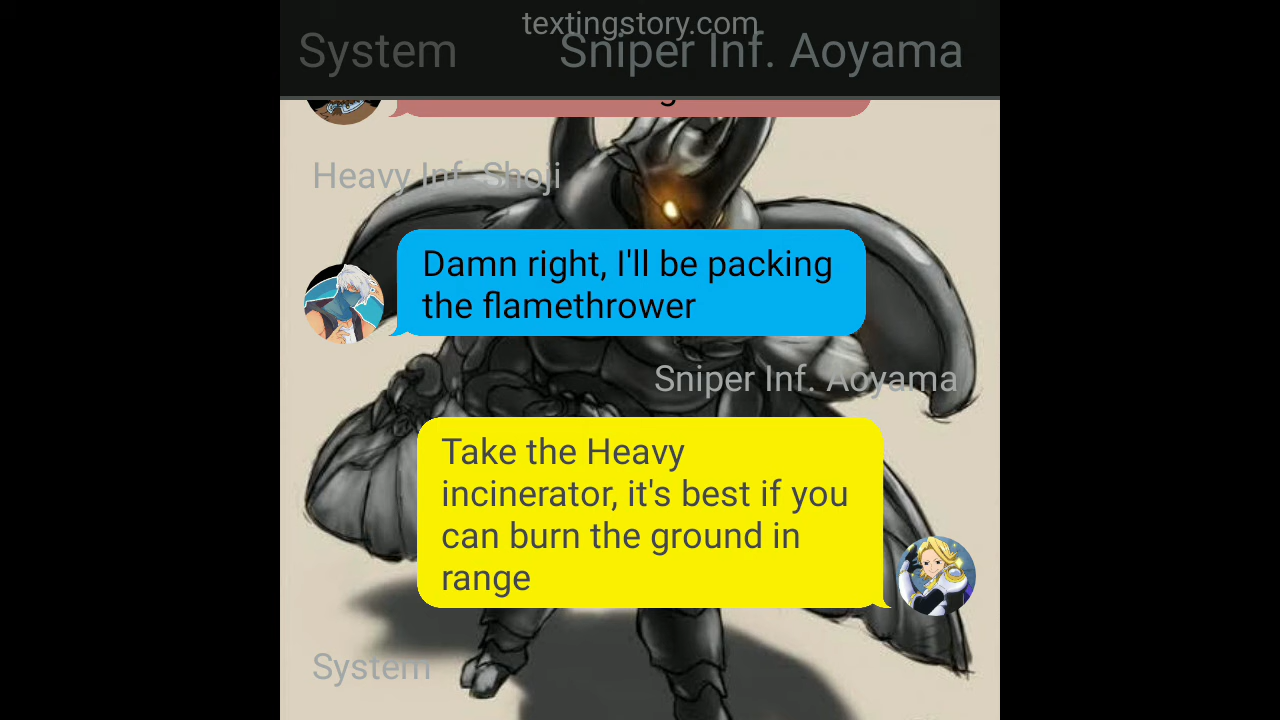 textingstory.com
System
Sniper Inf. Aoyama
Heavy Inf. Shoji
Damn right, I'll be packing
the flamethrower
Sniper Inf. Aoyama
Take the Heavy
incinerator, it's best if you
can burn the ground in
range
System